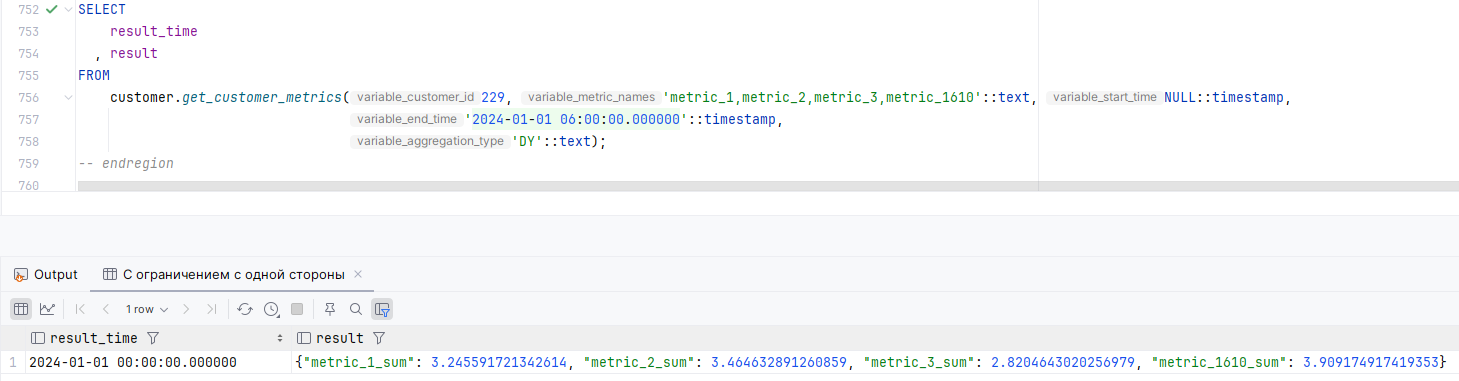 752 SELECT
753 result_time
754 , result
755 FROM
756 customer.get_customer_metrics( variable_customer_id 229, variable_metric_names 'metric_1,metric_2,metric_3,metric_1610'::text, variable_start_time NULL::timestamp,
757 variable_end_time '2024-01-01 06:00:00.000000'::timestamp,
758 variable_aggregation_type 'DY'::text);
759 -- endregion
760
Output С ограничением с одной стороны
1 row
result_time result
1 2024-01-01 00:00:00.000000 {"metric_1_sum": 3.245591721342614, "metric_2_sum": 3.464632891260859, "metric_3_sum": 2.8204643020256979, "metric_1610_sum": 3.909174917419353}